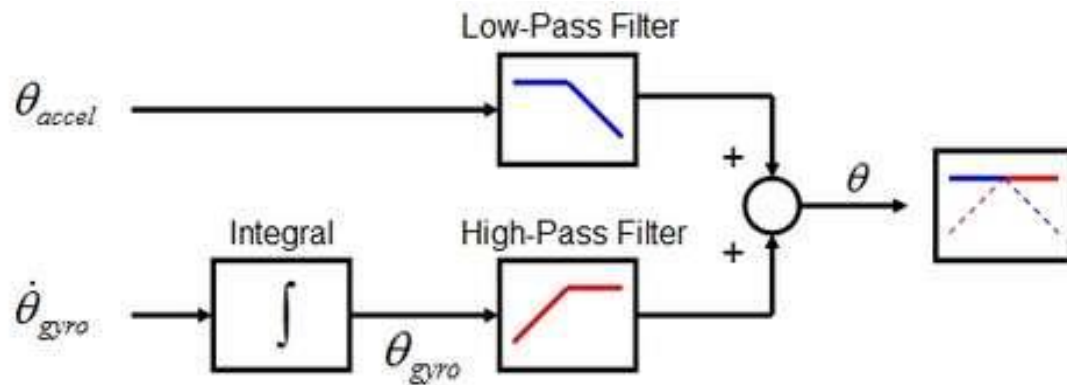 Low-Pass Filter
θaccel
+
θ
Integral
High-Pass Filter
+
θ̇gyro
∫
θgyro